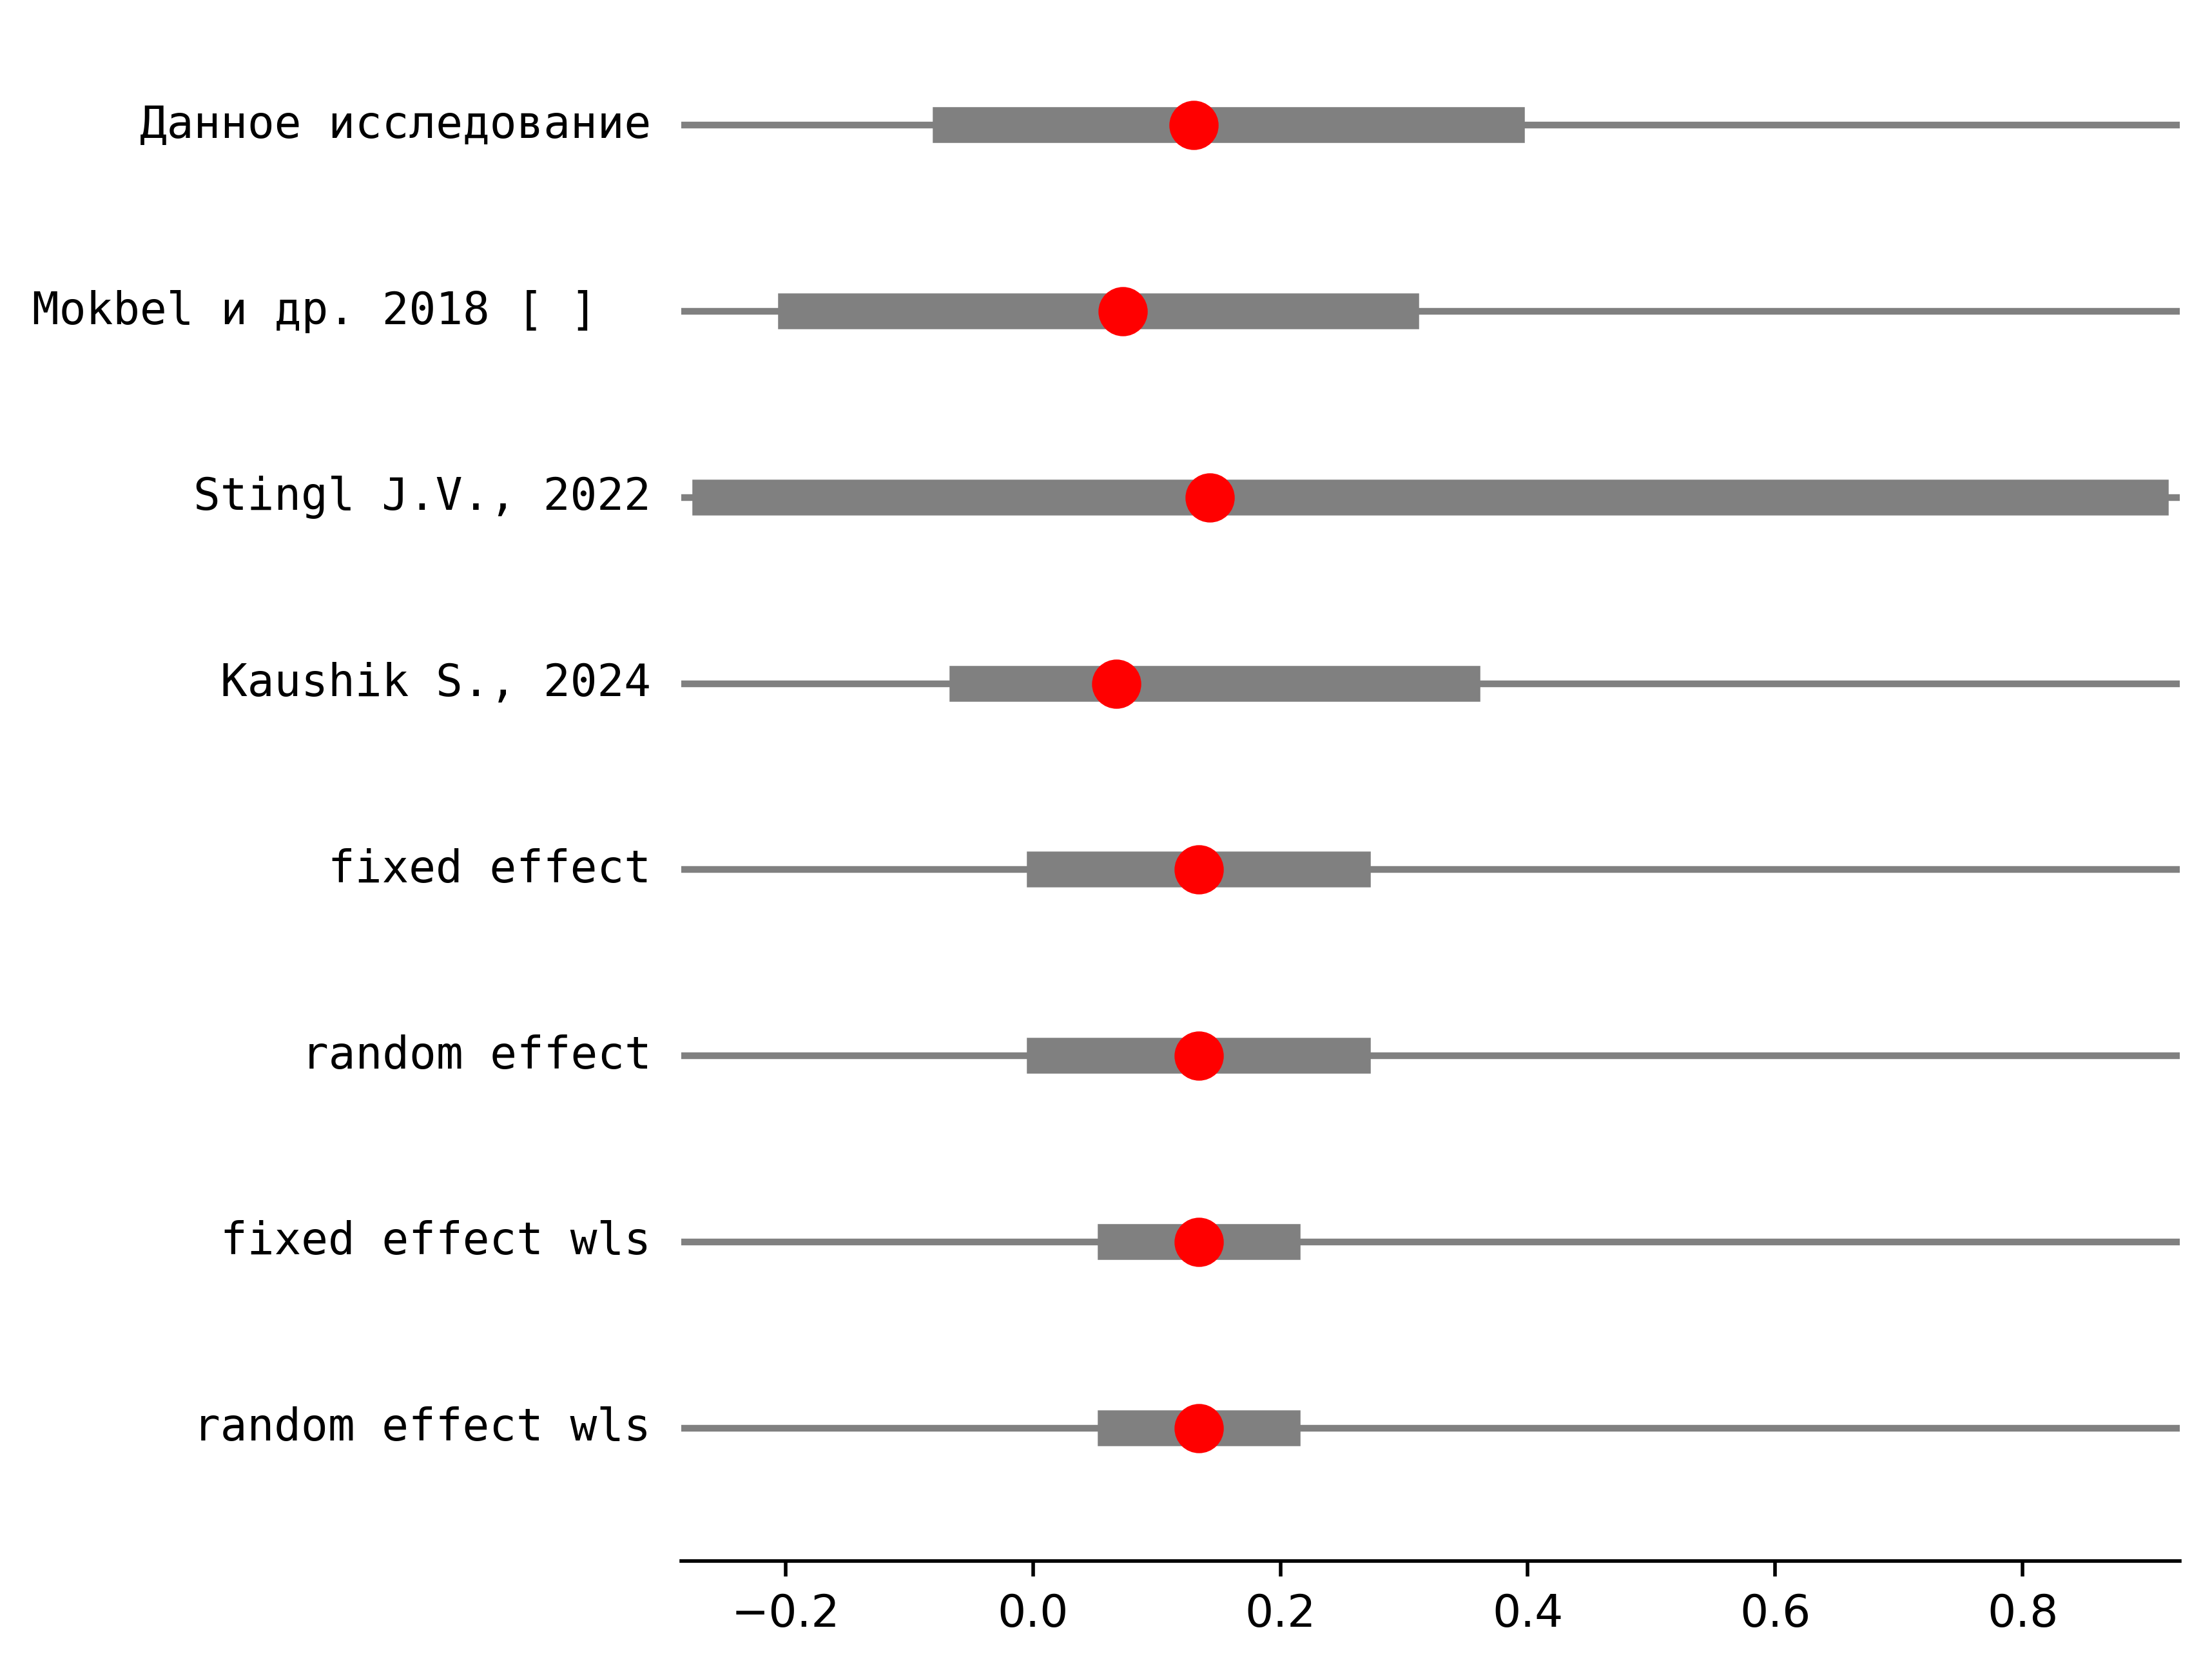 Данное исследование
Mokbel и др. 2018 [ ]
Stingl J.V., 2022
Kaushik S., 2024
fixed effect
random effect
fixed effect wls
random effect wls
−0.2 0.0 0.2 0.4 0.6 0.8